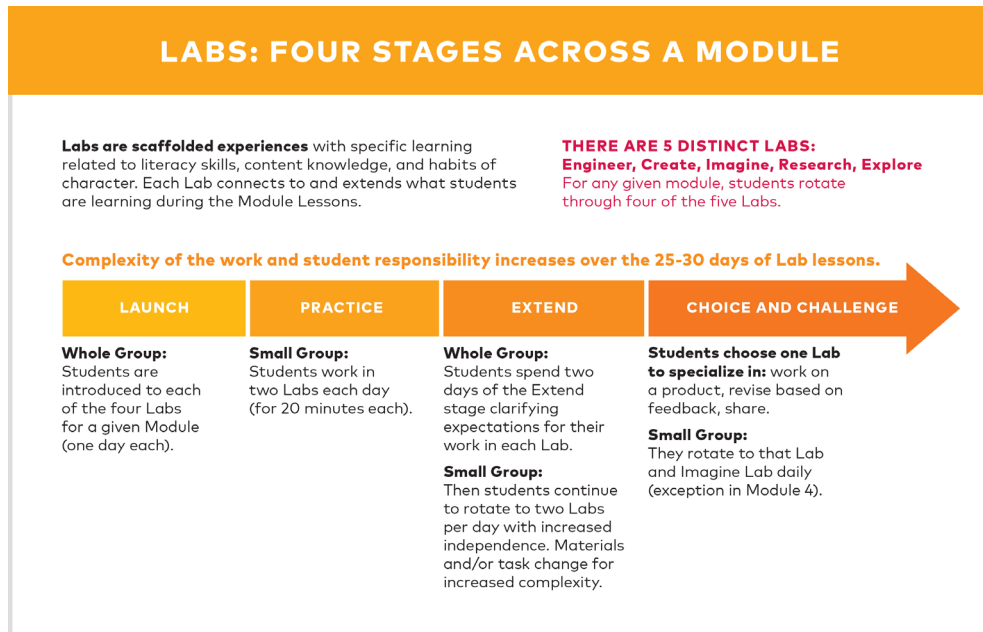 LABS: FOUR STAGES ACROSS A MODULE
Labs are scaffolded experiences with specific learning
related to literacy skills, content knowledge, and habits of
character. Each Lab connects to and extends what students
are learning during the Module Lessons.
THERE ARE 5 DISTINCT LABS:
Engineer, Create, Imagine, Research, Explore
For any given module, students rotate
through four of the five Labs.
Complexity of the work and student responsibility increases over the 25-30 days of Lab lessons.
LAUNCH
Whole Group:
Students are
introduced to each
of the four Labs
for a given Module
(one day each).
PRACTICE
Small Group:
Students work in
two Labs each day
(for 20 minutes each).
EXTEND
Whole Group:
Students spend two
days of the Extend
stage clarifying
expectations for their
work in each Lab.
Small Group:
Then students continue
to rotate to two Labs
per day with increased
independence. Materials
and/or task change for
increased complexity.
CHOICE AND CHALLENGE
Students choose one Lab
to specialize in: work on
a product, revise based on
feedback, share.
Small Group:
They rotate to that Lab
and Imagine Lab daily
(exception in Module 4).